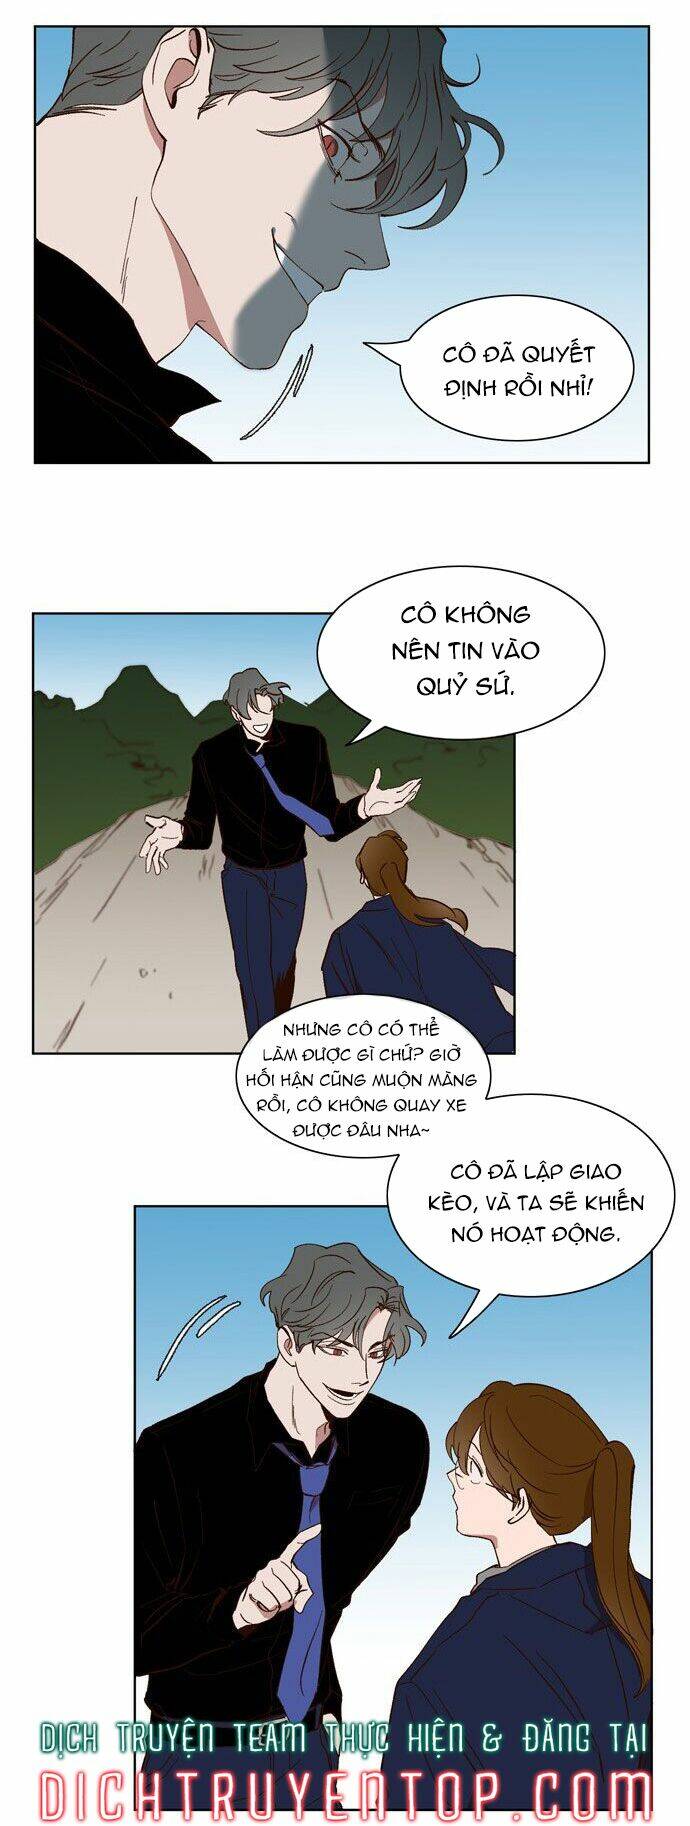 CÔ ĐÃ QUYẾT
ĐỊNH RỒI NHỈ!
CÔ KHÔNG
NÊN TIN VÀO
QUỶ SỨ.
NHƯNG CÔ CÓ THỂ
LÀM ĐƯỢC GÌ CHỨ? GIỜ
HỐI HẬN CŨNG MUỘN MÀNG
RỒI, CÔ KHÔNG QUAY XE
ĐƯỢC ĐÂU NHA~
CÔ ĐÃ LẬP GIAO
KÈO, VÀ TA SẼ KHIẾN
NÓ HOẠT ĐỘNG.
DỊCH TRUYỆN TEAM THỰC HIỆN & ĐĂNG TẠI
DICHTRUYENTOP.COM